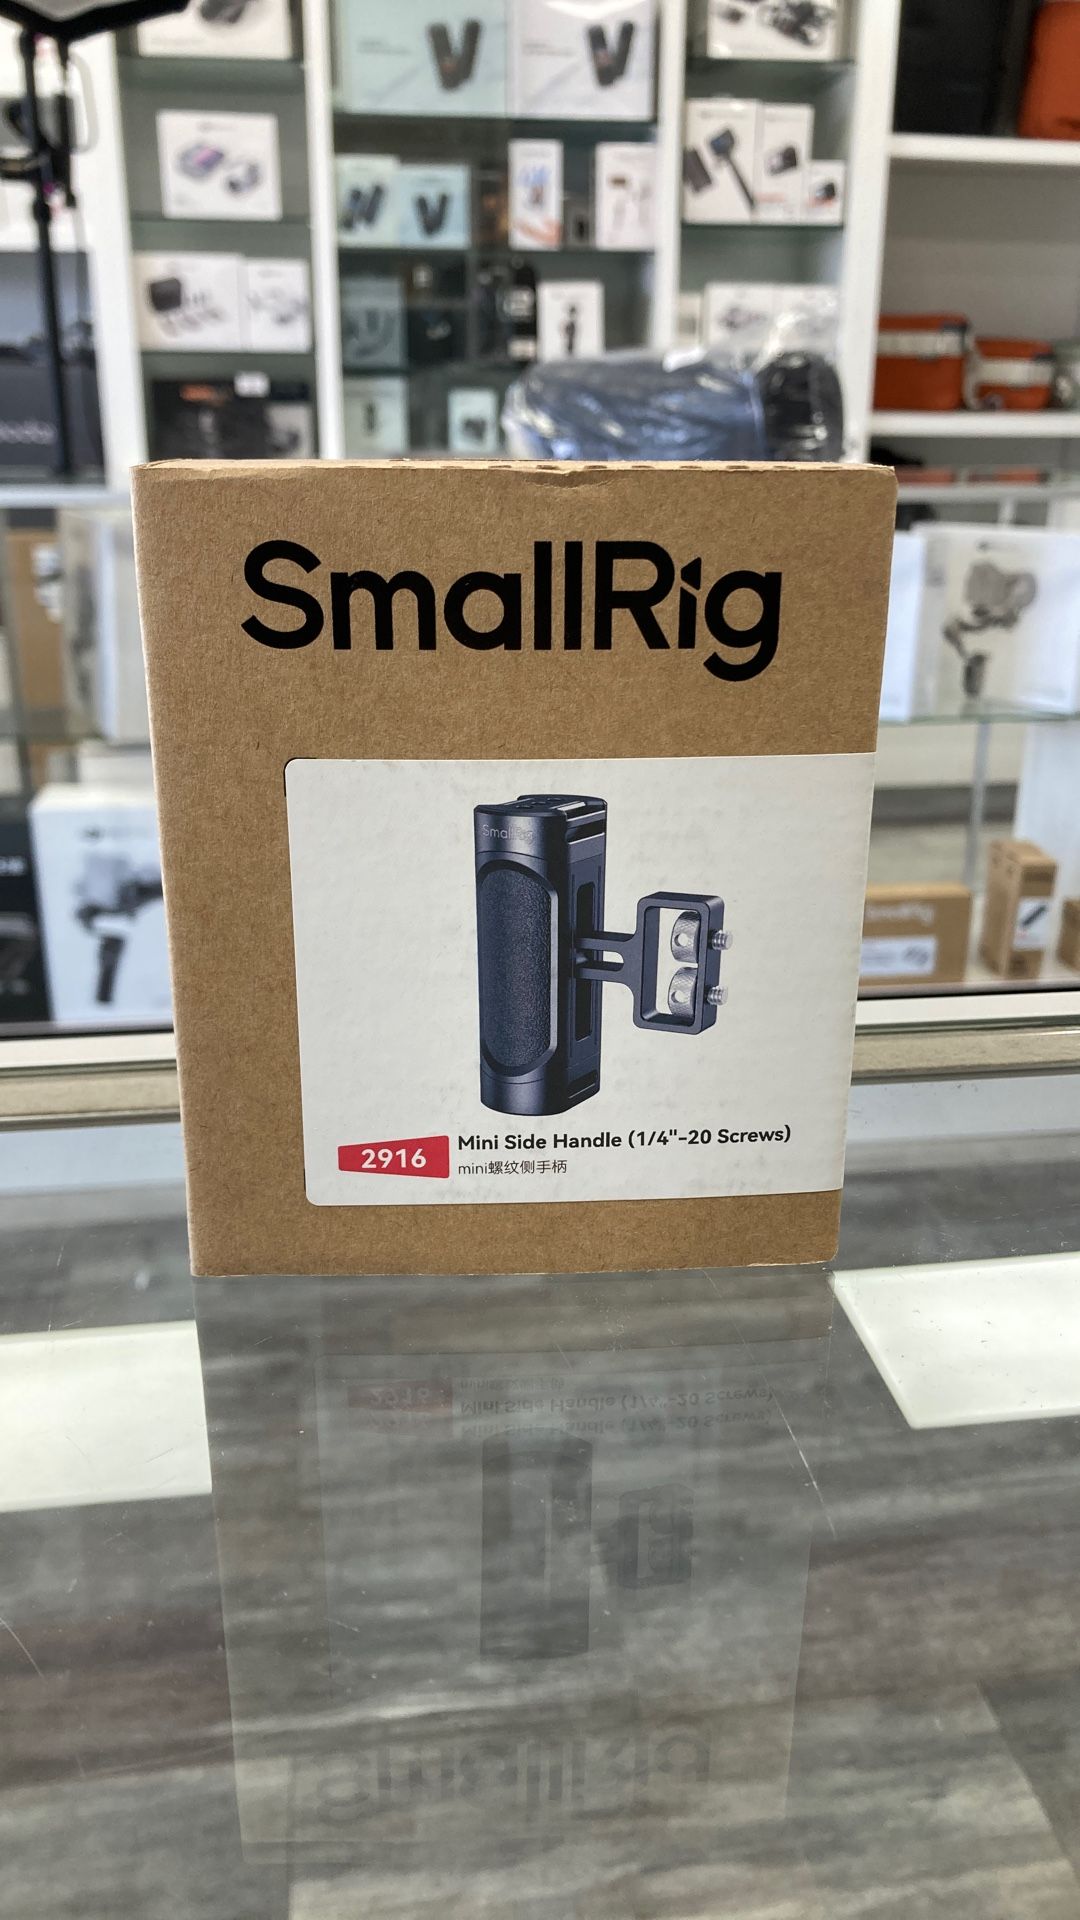 SmallRig
SmallRig
2916
Mini Side Handle (1/4"-20 Screws)
mini螺纹侧手柄
SmallRig